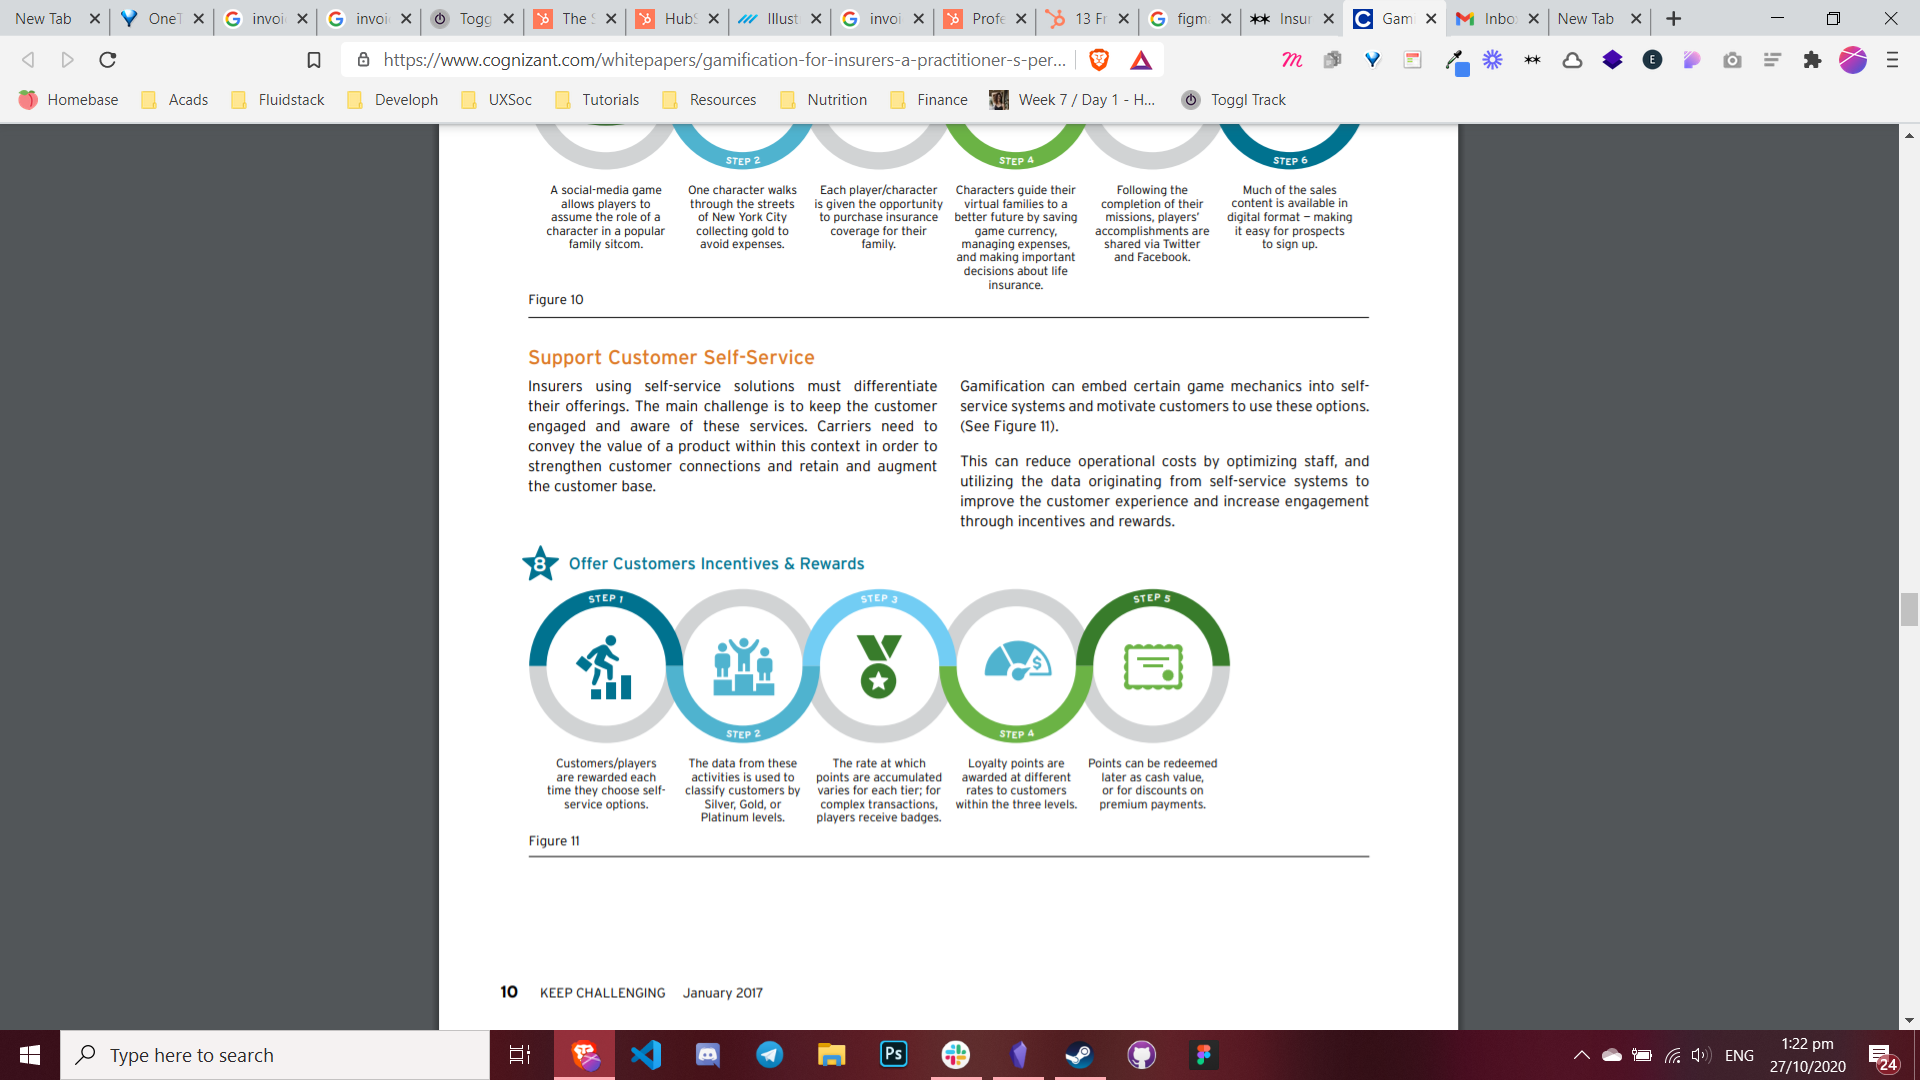 New Tab
OneT
invoi
invoi
Togg
The S
HubS
Illust
invoi
Profe
13 Fr
figm
Insur
Gami
Inbo
New Tab
https://www.cognizant.com/whitepapers/gamification-for-insurers-a-practitioner-s-per...
Homebase
Acads
Fluidstack
Developh
UXSoc
Tutorials
Resources
Nutrition
Finance
Week 7 / Day 1 - H...
Toggl Track
STEP 2
STEP 4
STEP 6
A social-media game
allows players to
assume the role of a
character in a popular
family sitcom.
One character walks
through the streets
of New York City
collecting gold to
avoid expenses.
Each player/character
is given the opportunity
to purchase insurance
coverage for their
family.
Characters guide their
virtual families to a
better future by saving
game currency,
managing expenses,
and making important
decisions about life
insurance.
Following the
completion of their
missions, players'
accomplishments are
shared via Twitter
and Facebook.
Much of the sales
content is available in
digital format – making
it easy for prospects
to sign up.
Figure 10
Support Customer Self-Service
Insurers using self-service solutions must differentiate
their offerings. The main challenge is to keep the customer
engaged and aware of these services. Carriers need to
convey the value of a product within this context in order to
strengthen customer connections and retain and augment
the customer base.
Gamification can embed certain game mechanics into self-
service systems and motivate customers to use these options.
(See Figure 11).
This can reduce operational costs by optimizing staff, and
utilizing the data originating from self-service systems to
improve the customer experience and increase engagement
through incentives and rewards.
8 Offer Customers Incentives & Rewards
STEP 1
STEP 2
STEP 3
STEP 4
STEP 5
$
Customers/players
are rewarded each
time they choose self-
service options.
The data from these
activities is used to
classify customers by
Silver, Gold, or
Platinum levels.
The rate at which
points are accumulated
varies for each tier; for
complex transactions,
players receive badges.
Loyalty points are
awarded at different
rates to customers
within the three levels.
Points can be redeemed
later as cash value,
or for discounts on
premium payments.
Figure 11
10 KEEP CHALLENGING January 2017
Type here to search
Ps
ENG
1:22 pm
27/10/2020
24